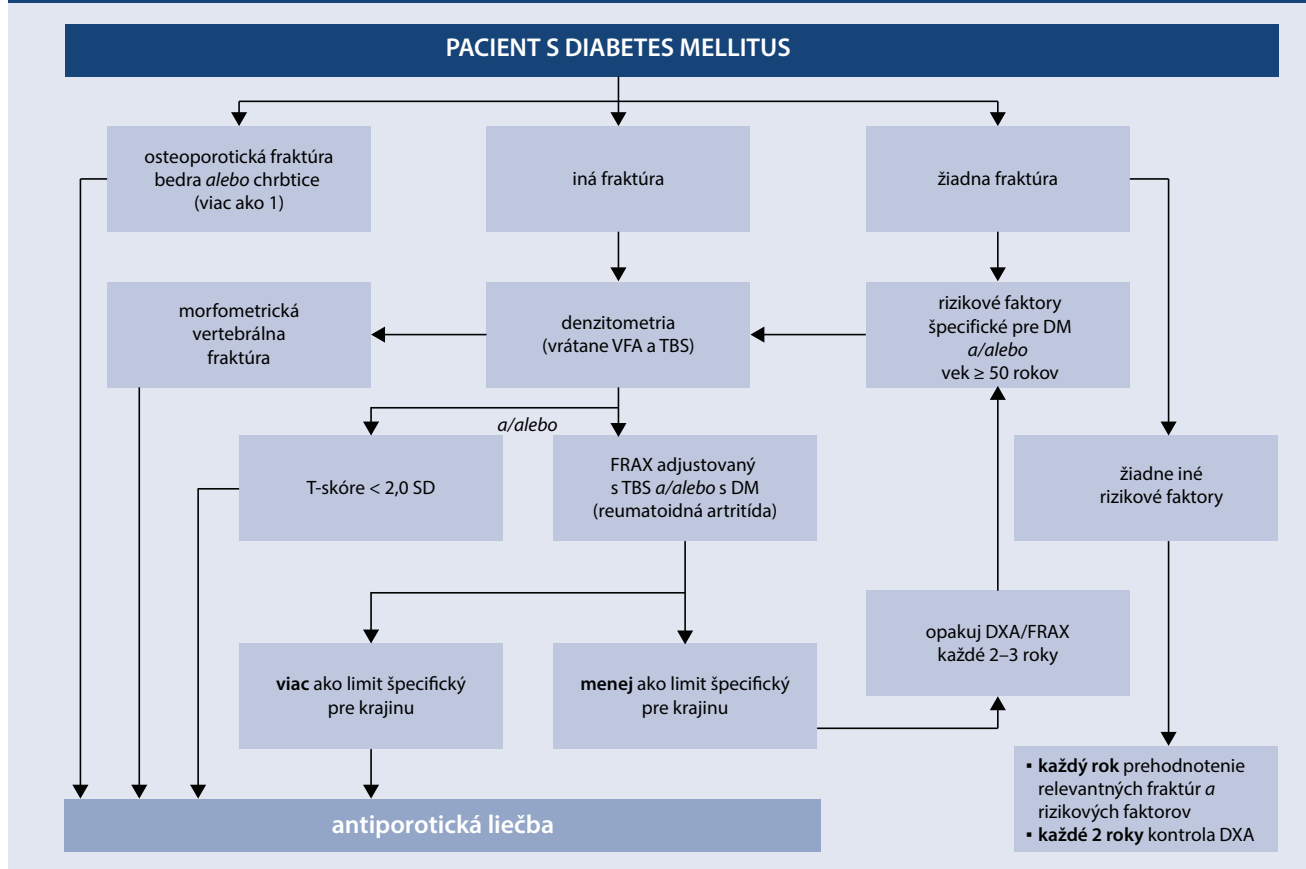 PACIENT S DIABETES MELLITUS
osteoporotická fraktúra
bedra alebo chrbtice
(viac ako 1)
iná fraktúra
žiadna fraktúra
morfometrická
vertebrálna
fraktúra
denzitometria
(vrátane VFA a TBS)
rizikové faktory
špecifické pre DM
a/alebo
vek ≥ 50 rokov
a/alebo
T-skóre < 2,0 SD
FRAX adjustovaný
s TBS a/alebo s DM
(reumatoidná artritída)
žiadne iné
rizikové faktory
opakuj DXA/FRAX
každé 2–3 roky
viac ako limit špecifický
pre krajinu
menej ako limit špecifický
pre krajinu
▪ každý rok prehodnotenie
relevantných fraktúr a
rizikových faktorov
▪ každé 2 roky kontrola DXA
antiporotická liečba